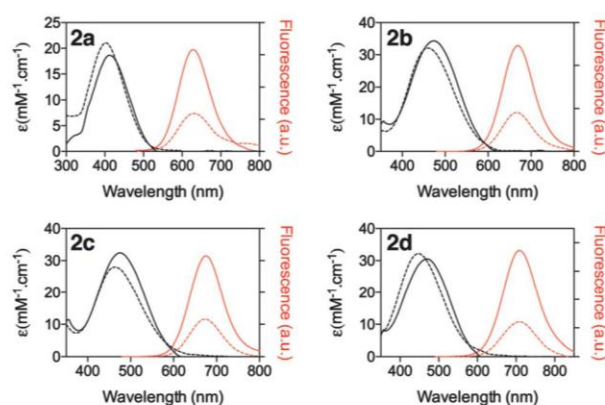 2a
ε(mM⁻¹.cm⁻¹)
25
20
15
10
5
0
300 400 500 600 700 800
Wavelength (nm)
Fluorescence (a.u.)
2b
ε(mM⁻¹.cm⁻¹)
40
30
20
10
0
400 500 600 700 800
Wavelength (nm)
Fluorescence (a.u.)
2c
ε(mM⁻¹.cm⁻¹)
40
30
20
10
0
400 500 600 700 800
Wavelength (nm)
Fluorescence (a.u.)
2d
ε(mM⁻¹.cm⁻¹)
40
30
20
10
0
400 500 600 700 800
Wavelength (nm)
Fluorescence (a.u.)